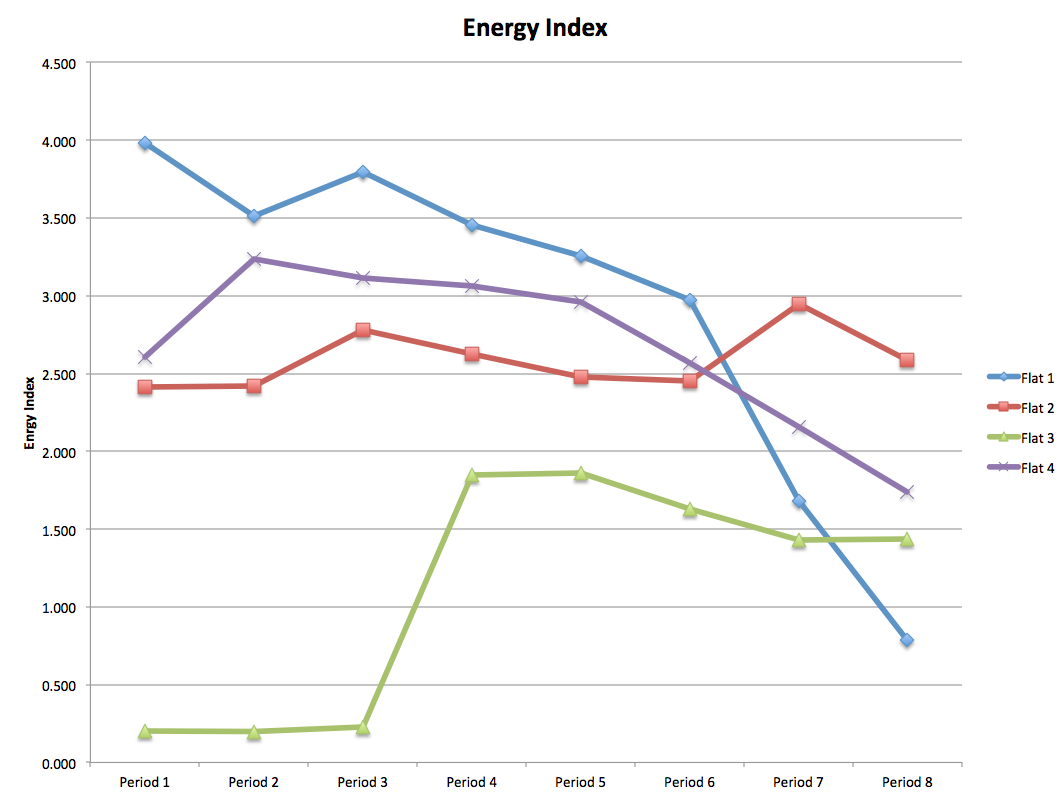 Energy Index
4.500
4.000
3.500
3.000
2.500
2.000
1.500
1.000
0.500
0.000
Enrgy Index
Period 1 Period 2 Period 3 Period 4 Period 5 Period 6 Period 7 Period 8
Flat 1
Flat 2
Flat 3
Flat 4